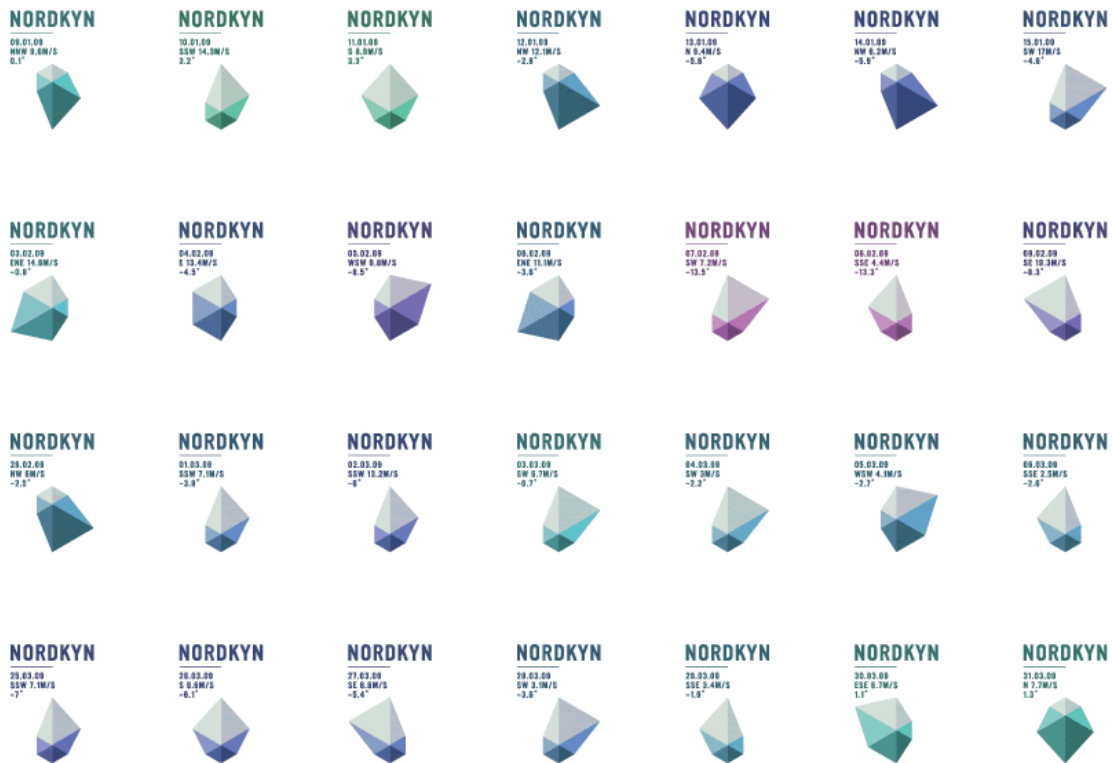 NORDKYN
09.01.09
NNW 9.6M/S
0.1°
NORDKYN
10.01.09
SSW 14.3M/S
3.2°
NORDKYN
11.01.09
S 8.9M/S
3.3°
NORDKYN
12.01.09
NW 12.1M/S
-2.8°
NORDKYN
13.01.09
N 9.4M/S
-5.8°
NORDKYN
14.01.09
NW 6.2M/S
-5.9°
NORDKYN
15.01.09
SW 17M/S
-4.6°
NORDKYN
03.02.09
ENE 14.6M/S
-0.8°
NORDKYN
04.02.09
E 13.4M/S
-4.5°
NORDKYN
05.02.09
WSW 9.8M/S
-8.5°
NORDKYN
06.02.09
ENE 11.1M/S
-3.6°
NORDKYN
07.02.09
SW 7.2M/S
-13.5°
NORDKYN
08.02.09
SSE 4.4M/S
-13.3°
NORDKYN
09.02.09
SE 10.3M/S
-8.3°
NORDKYN
28.02.09
NW 6M/S
-2.5°
NORDKYN
01.03.09
SSW 7.1M/S
-3.8°
NORDKYN
02.03.09
SSW 13.2M/S
-6°
NORDKYN
03.03.09
SW 6.7M/S
-0.7°
NORDKYN
04.03.09
SW 3M/S
-2.2°
NORDKYN
05.03.09
WSW 4.1M/S
-2.7°
NORDKYN
06.03.09
SSE 2.5M/S
-2.6°
NORDKYN
25.03.09
SSW 7.1M/S
-7°
NORDKYN
26.03.09
S 9.6M/S
-6.1°
NORDKYN
27.03.09
SE 6.6M/S
-5.4°
NORDKYN
28.03.09
SW 3.1M/S
-3.6°
NORDKYN
29.03.09
SSE 3.4M/S
-1.8°
NORDKYN
30.03.09
ESE 6.7M/S
1.1°
NORDKYN
31.03.09
N 7.7M/S
1.3°